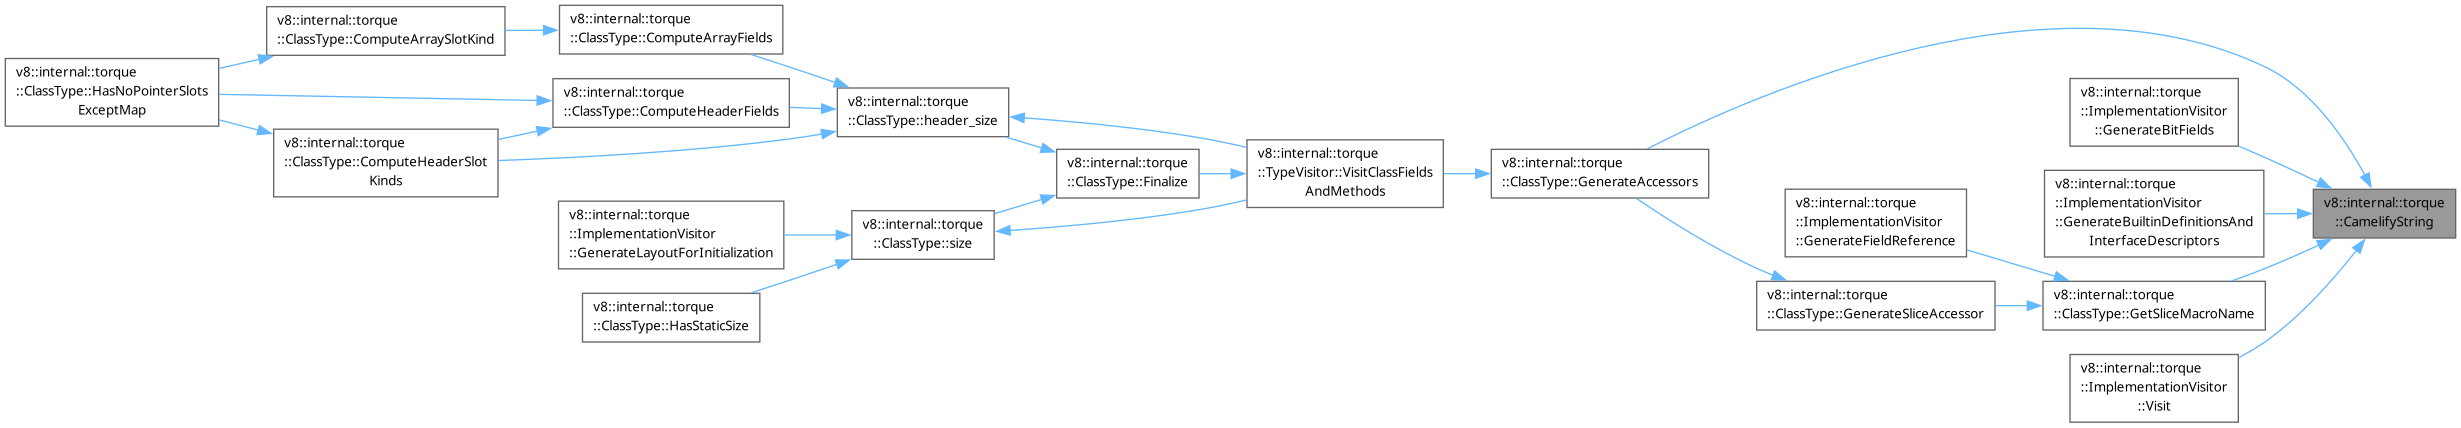 v8::internal::torque
::ClassType::HasNoPointerSlots
ExceptMap
v8::internal::torque
::ClassType::ComputeArraySlotKind
v8::internal::torque
::ClassType::ComputeHeaderSlot
Kinds
v8::internal::torque
::ClassType::ComputeArrayFields
v8::internal::torque
::ClassType::ComputeHeaderFields
v8::internal::torque
::ImplementationVisitor
::GenerateLayoutForInitialization
v8::internal::torque
::ClassType::HasStaticSize
v8::internal::torque
::ClassType::header_size
v8::internal::torque
::ClassType::size
v8::internal::torque
::ClassType::Finalize
v8::internal::torque
::TypeVisitor::VisitClassFields
AndMethods
v8::internal::torque
::ClassType::GenerateAccessors
v8::internal::torque
::ImplementationVisitor
::GenerateFieldReference
v8::internal::torque
::ClassType::GenerateSliceAccessor
v8::internal::torque
::ImplementationVisitor
::GenerateBitFields
v8::internal::torque
::ImplementationVisitor
::GenerateBuiltinDefinitionsAnd
InterfaceDescriptors
v8::internal::torque
::ClassType::GetSliceMacroName
v8::internal::torque
::ImplementationVisitor
::Visit
v8::internal::torque
::CamelifyString